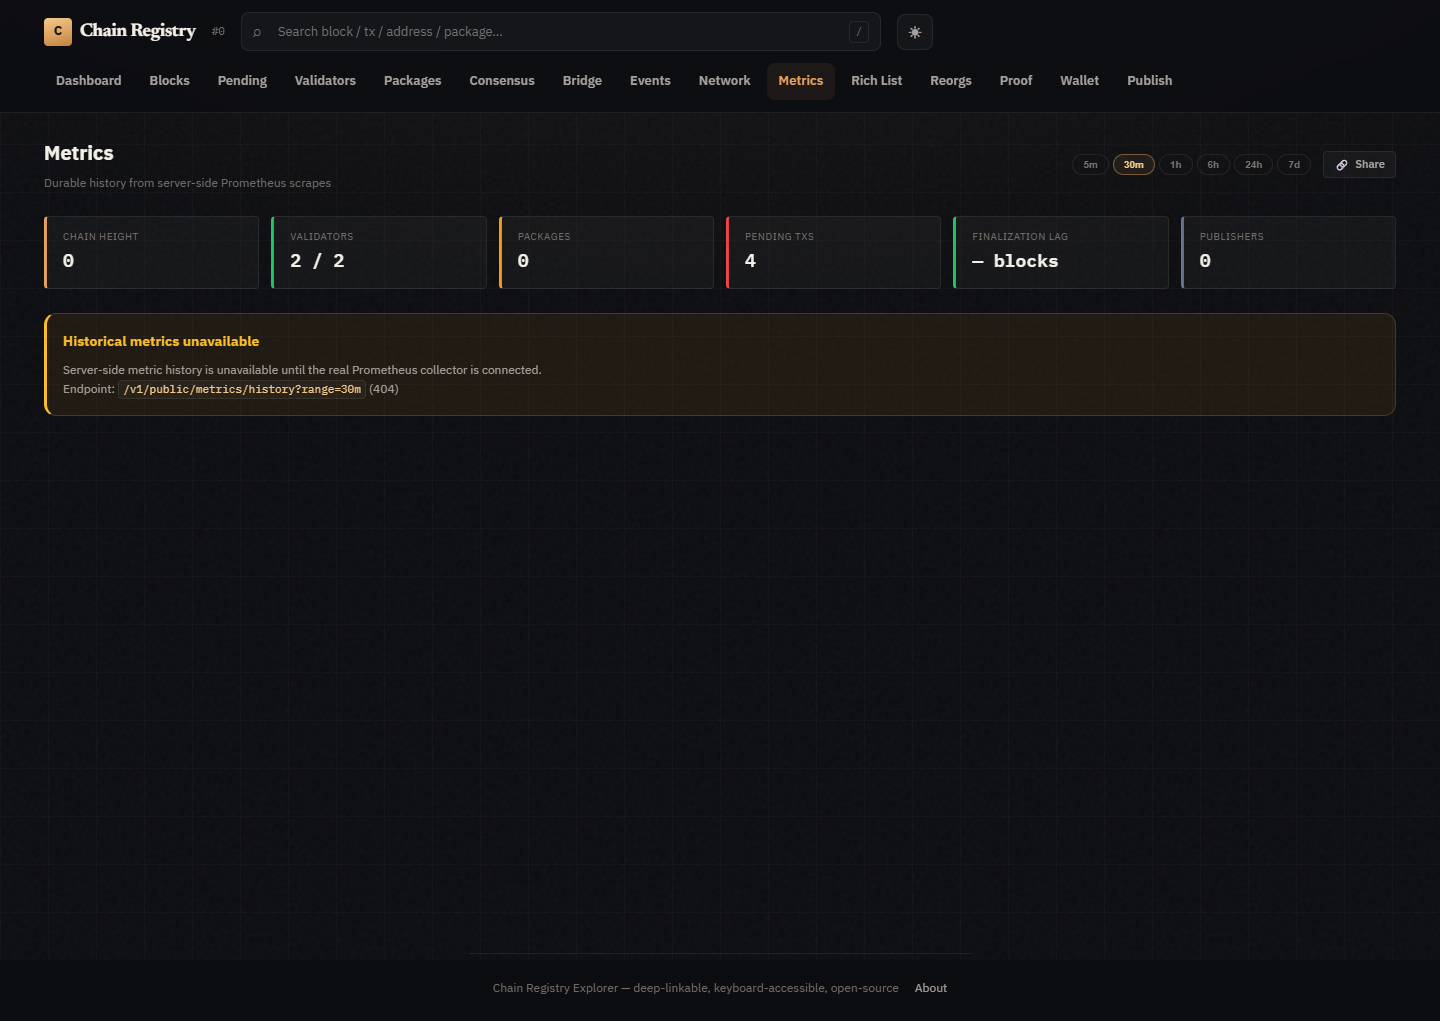 C Chain Registry #0 Search block / tx / address / package... /
Dashboard Blocks Pending Validators Packages Consensus Bridge Events Network Metrics Rich List Reorgs Proof Wallet Publish
Metrics
Durable history from server-side Prometheus scrapes
5m 30m 1h 6h 24h 7d Share
CHAIN HEIGHT
0
VALIDATORS
2 / 2
PACKAGES
0
PENDING TXS
4
FINALIZATION LAG
— blocks
PUBLISHERS
0
Historical metrics unavailable
Server-side metric history is unavailable until the real Prometheus collector is connected.
Endpoint: /v1/public/metrics/history?range=30m (404)
Chain Registry Explorer — deep-linkable, keyboard-accessible, open-source About